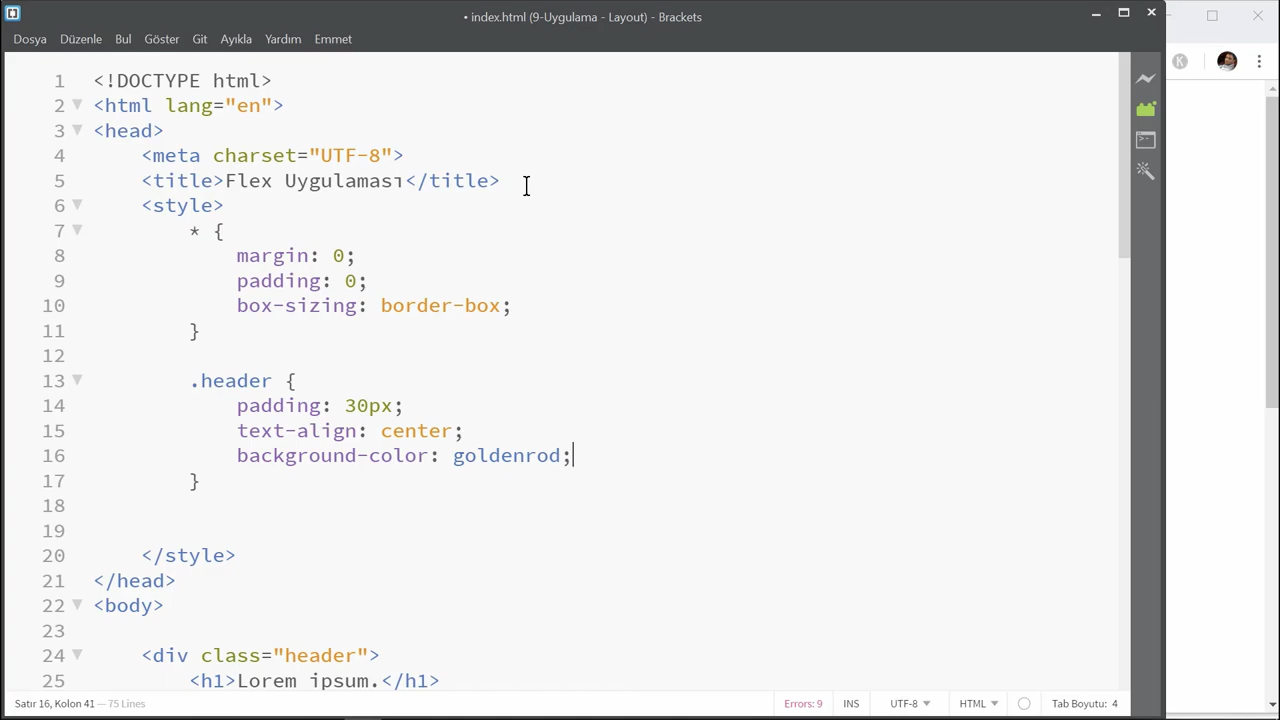 • index.html (9-Uygulama - Layout) - Brackets
Dosya Düzenle Bul Göster Git Ayıkla Yardım Emmet
1 <!DOCTYPE html>
2 <html lang="en">
3 <head>
4 <meta charset="UTF-8">
5 <title>Flex Uygulaması</title>
6 <style>
7 * {
8 margin: 0;
9 padding: 0;
10 box-sizing: border-box;
11 }
12
13 .header {
14 padding: 30px;
15 text-align: center;
16 background-color: goldenrod;
17 }
18
19
20 </style>
21 </head>
22 <body>
23
24 <div class="header">
25 <h1>Lorem ipsum.</h1>
Satır 16, Kolon 41 — 75 Lines Errors: 9 INS UTF-8 HTML Tab Boyutu: 4
K